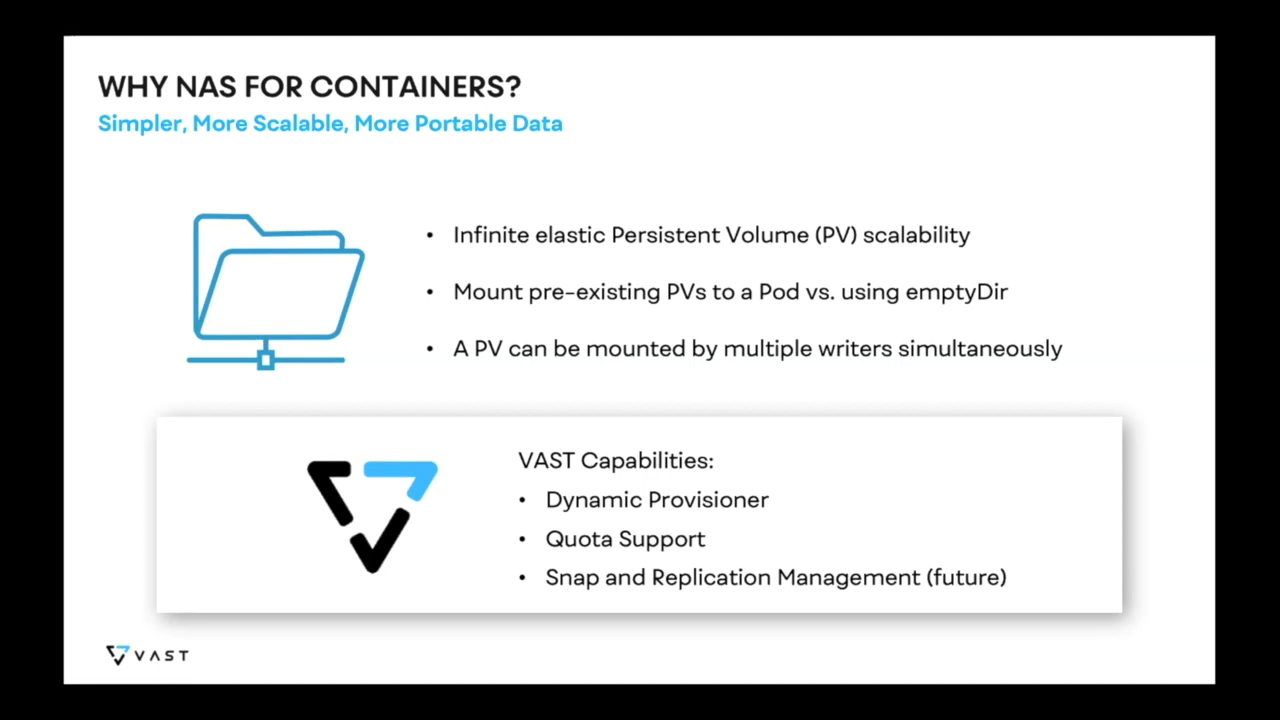 WHY NAS FOR CONTAINERS?
Simpler, More Scalable, More Portable Data
• Infinite elastic Persistent Volume (PV) scalability
• Mount pre-existing PVs to a Pod vs. using emptyDir
• A PV can be mounted by multiple writers simultaneously
VAST Capabilities:
• Dynamic Provisioner
• Quota Support
• Snap and Replication Management (future)
VAST